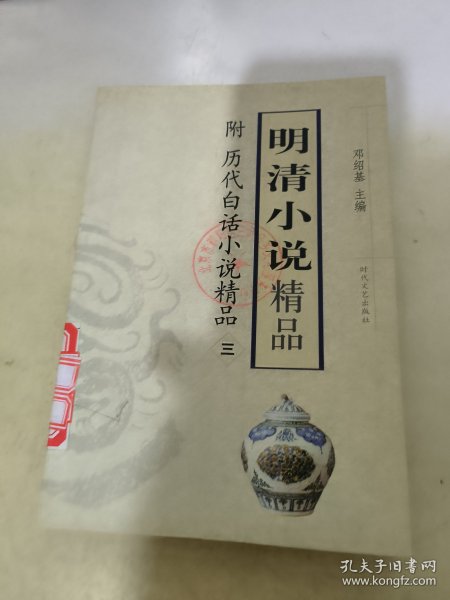 邓绍基 主编
明清小说精品
附 历代白话小说精品 三
时代文艺出版社
孔夫子旧书网
www.kongfz.com